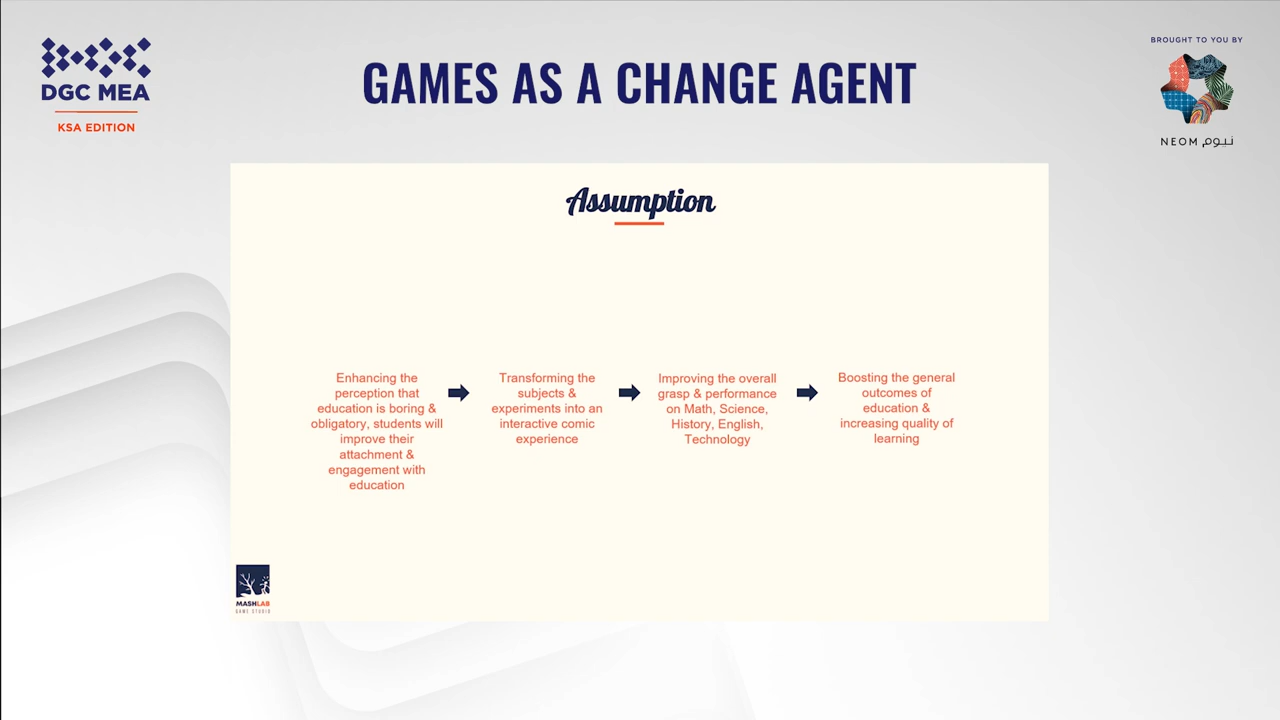 DGC MEA
KSA EDITION
GAMES AS A CHANGE AGENT
BROUGHT TO YOU BY
NEOM نيوم
Assumption
Enhancing the
perception that
education is boring &
obligatory, students will
improve their
attachment &
engagement with
education
Transforming the
subjects &
experiments into an
interactive comic
experience
Improving the overall
grasp & performance
on Math, Science,
History, English,
Technology
Boosting the general
outcomes of
education &
increasing quality of
learning
MASHLAB
GAME STUDIO